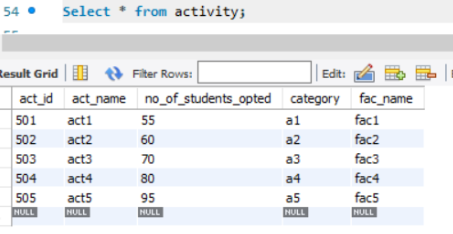 54 Select * from activity;
Result Grid Filter Rows: Edit:
act_id act_name no_of_students_opted category fac_name
501 act1 55 a1 fac1
502 act2 60 a2 fac2
503 act3 70 a3 fac3
504 act4 80 a4 fac4
505 act5 95 a5 fac5
NULL NULL NULL NULL NULL